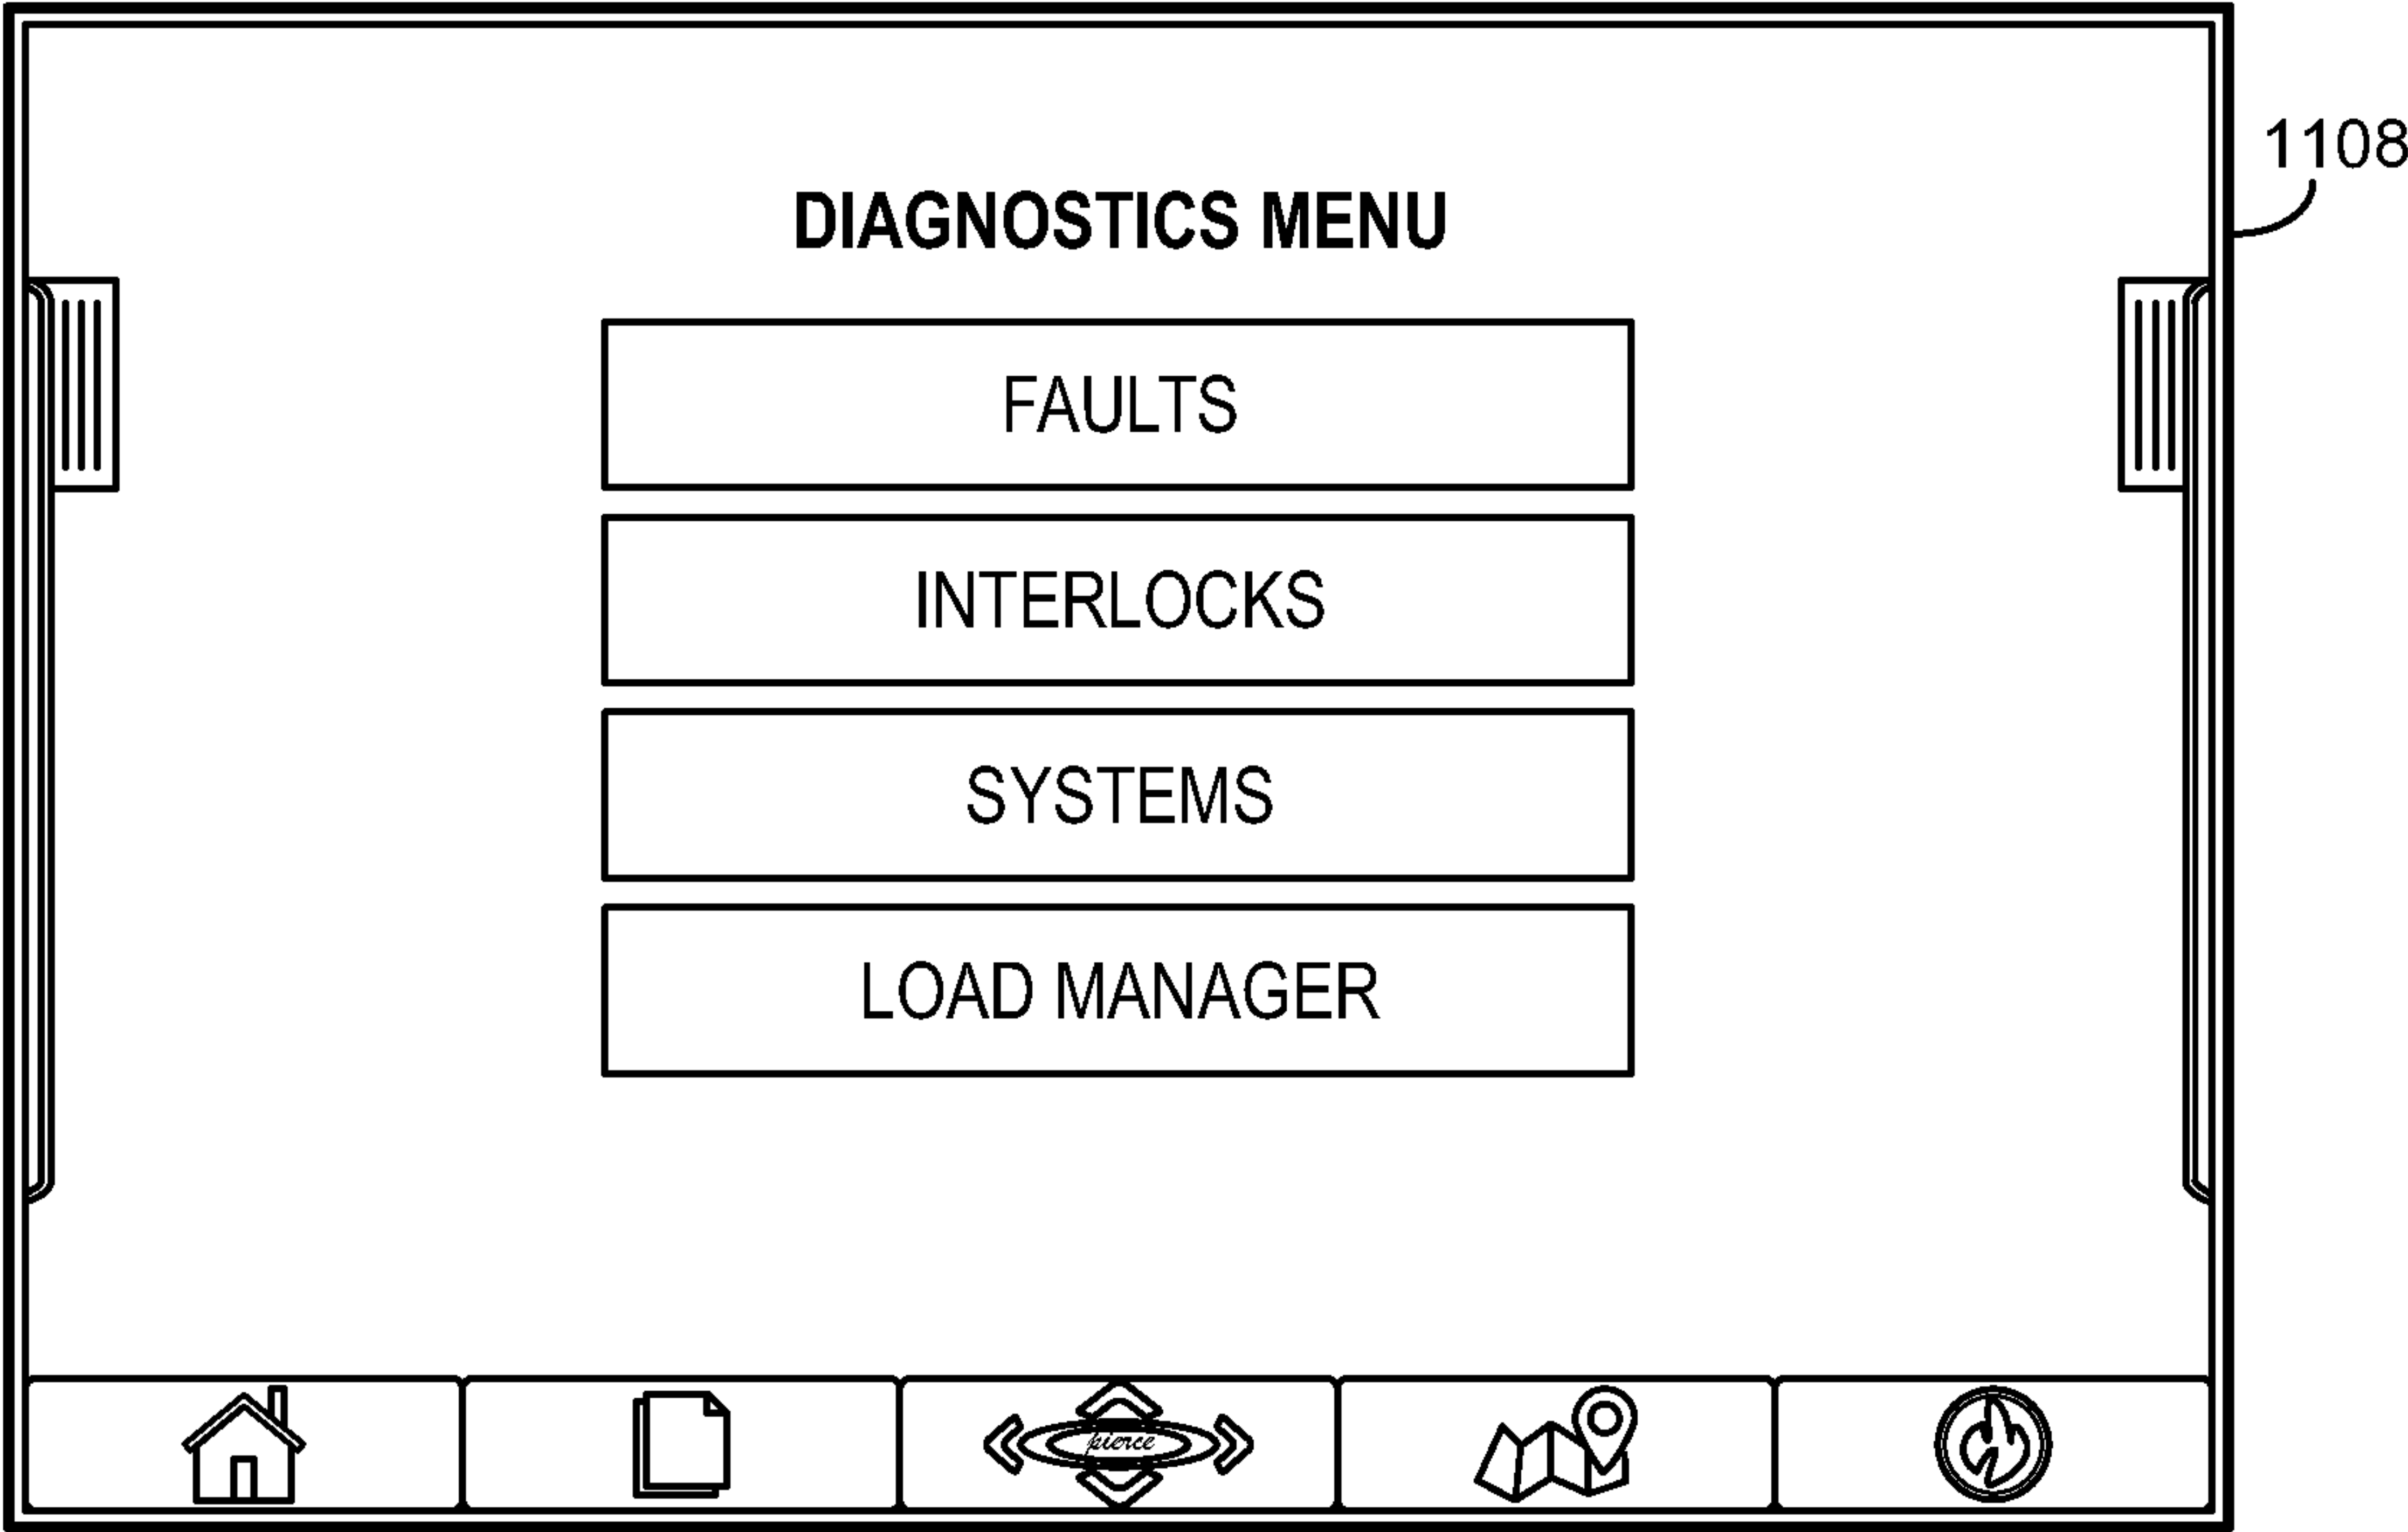 1108
DIAGNOSTICS MENU
FAULTS
INTERLOCKS
SYSTEMS
LOAD MANAGER
pierce